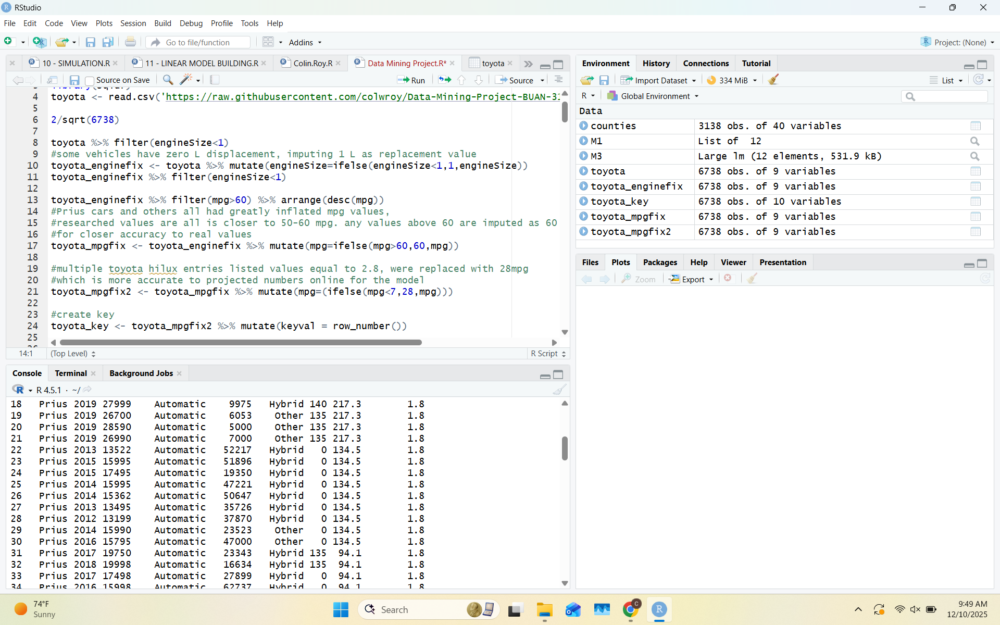 RStudio
File Edit Code View Plots Session Build Debug Profile Tools Help
Go to file/function Addins Project: (None)
10 - SIMULATION.R 11 - LINEAR MODEL BUILDING.R Colin.Roy.R Data Mining Project.R* toyota
Source on Save Run Source
4 toyota <- read.csv('https://raw.githubusercontent.com/colwroy/Data-Mining-Project-BUAN-31
5
6 2/sqrt(6738)
7
8 toyota %>% filter(engineSize<1)
9 #some vehicles have zero L displacement, imputing 1 L as replacement value
10 toyota_enginefix <- toyota %>% mutate(engineSize=ifelse(engineSize<1,1,engineSize))
11 toyota_enginefix %>% filter(engineSize<1)
12
13 toyota_enginefix %>% filter(mpg>60) %>% arrange(desc(mpg))
14 #Prius cars and others all had greatly inflated mpg values,
15 #researched values are all is closer to 50-60 mpg. any values above 60 are imputed as 60
16 #for closer accuracy to real values
17 toyota_mpgfix <- toyota_enginefix %>% mutate(mpg=ifelse(mpg>60,60,mpg))
18
19 #multiple toyota hilux entries listed values equal to 2.8, were replaced with 28mpg
20 #which is more accurate to projected numbers online for the model
21 toyota_mpgfix2 <- toyota_mpgfix %>% mutate(mpg=(ifelse(mpg<7,28,mpg)))
22
23 #create key
24 toyota_key <- toyota_mpgfix2 %>% mutate(keyval = row_number())
25
14:1 (Top Level) R Script
Console Terminal Background Jobs
R 4.5.1 · ~/
18 Prius 2019 27999 Automatic 9975 Hybrid 140 217.3 1.8
19 Prius 2019 26700 Automatic 6053 Other 135 217.3 1.8
20 Prius 2019 28590 Automatic 5000 Other 135 217.3 1.8
21 Prius 2019 26990 Automatic 7000 Other 135 217.3 1.8
22 Prius 2013 13522 Automatic 52217 Hybrid 0 134.5 1.8
23 Prius 2015 15995 Automatic 51896 Hybrid 0 134.5 1.8
24 Prius 2015 17495 Automatic 19350 Hybrid 0 134.5 1.8
25 Prius 2014 15995 Automatic 47221 Hybrid 0 134.5 1.8
26 Prius 2014 15362 Automatic 50647 Hybrid 0 134.5 1.8
27 Prius 2013 13495 Automatic 35726 Hybrid 0 134.5 1.8
28 Prius 2012 13199 Automatic 37870 Hybrid 0 134.5 1.8
29 Prius 2014 15990 Automatic 23523 Other 0 134.5 1.8
30 Prius 2016 15795 Automatic 47000 Other 0 134.5 1.8
31 Prius 2017 19750 Automatic 23343 Hybrid 135 94.1 1.8
32 Prius 2018 19998 Automatic 16634 Hybrid 135 94.1 1.8
33 Prius 2017 17498 Automatic 27899 Hybrid 0 94.1 1.8
34 Prius 2016 15998 Automatic 62737 Hybrid 0 94.1 1.8
Environment History Connections Tutorial
Import Dataset 334 MiB List
R Global Environment
Data
counties 3138 obs. of 40 variables
M1 List of 12
M3 Large lm (12 elements, 531.9 kB)
toyota 6738 obs. of 9 variables
toyota_enginefix 6738 obs. of 9 variables
toyota_key 6738 obs. of 10 variables
toyota_mpgfix 6738 obs. of 9 variables
toyota_mpgfix2 6738 obs. of 9 variables
Files Plots Packages Help Viewer Presentation
Zoom Export
74°F
Sunny
Search
9:49 AM
12/10/2025